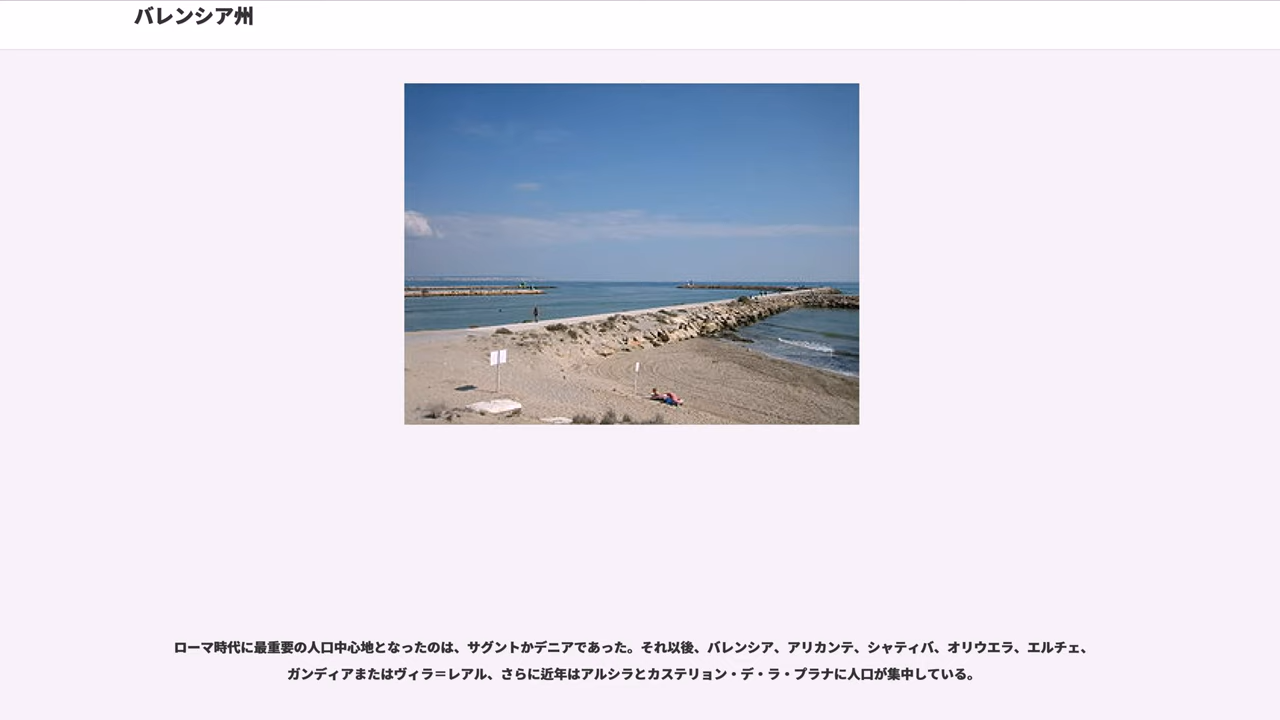 バレンシア州
ローマ時代に最重要の人口中心地となったのは、サグントかデニアであった。それ以後、バレンシア、アリカンテ、シャティバ、オリウエラ、エルチェ、
ガンディアまたはヴィラ＝レアル、さらに近年はアルシラとカステリョン・デ・ラ・プラナに人口が集中している。